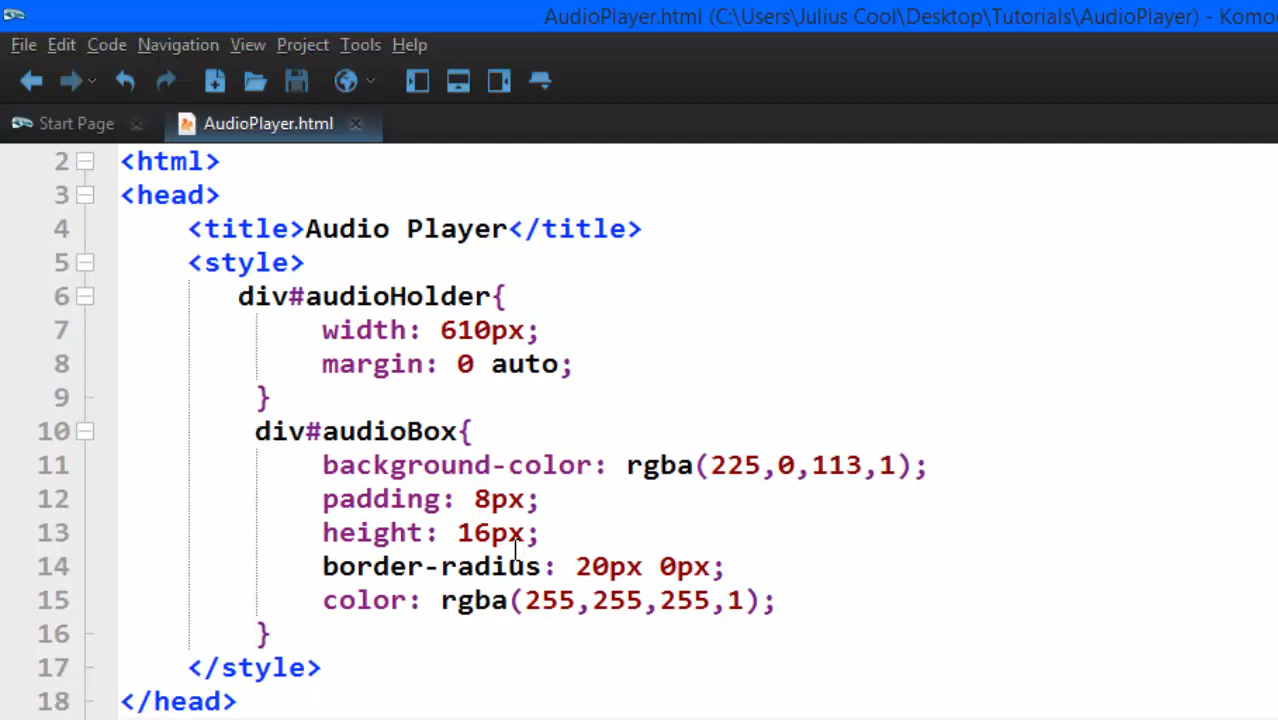 AudioPlayer.html (C:\Users\Julius Cool\Desktop\Tutorials\AudioPlayer) - Komo
File Edit Code Navigation View Project Tools Help
Start Page AudioPlayer.html
2 <html>
3 <head>
4 <title>Audio Player</title>
5 <style>
6 div#audioHolder{
7 width: 610px;
8 margin: 0 auto;
9 }
10 div#audioBox{
11 background-color: rgba(225,0,113,1);
12 padding: 8px;
13 height: 16px;
14 border-radius: 20px 0px;
15 color: rgba(255,255,255,1);
16 }
17 </style>
18 </head>